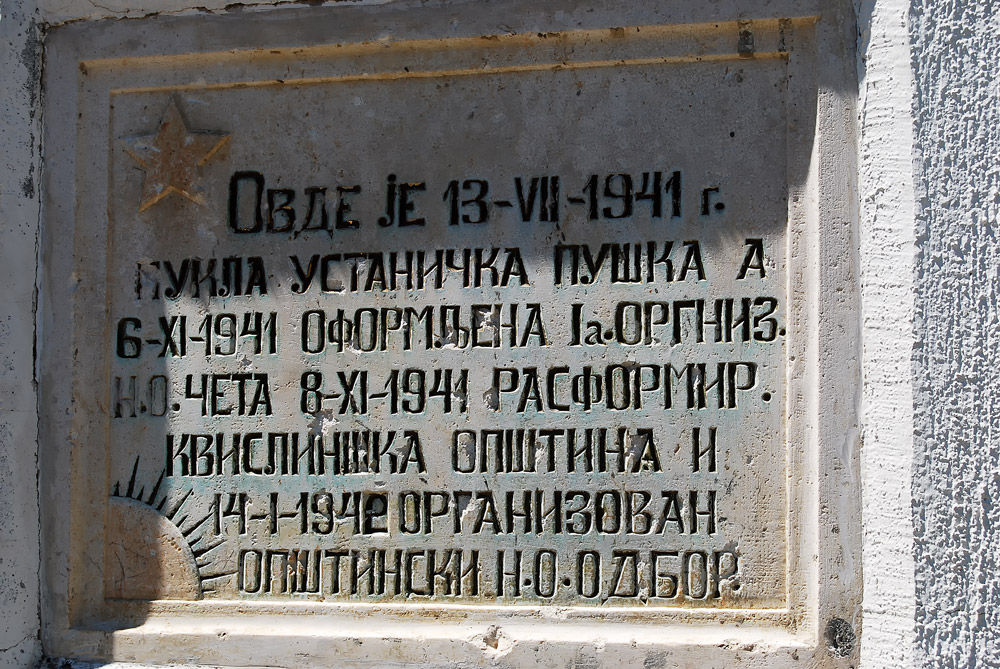 Овде је 13-VII-1941 г.
пукла устаничка пушка а
6-XI-1941 оформљена Iа.оргниз.
Н.О.чета 8-XI-1941 расформир.
квислиншка општина и
14-I-1942 организован
општински Н.О.одбор.